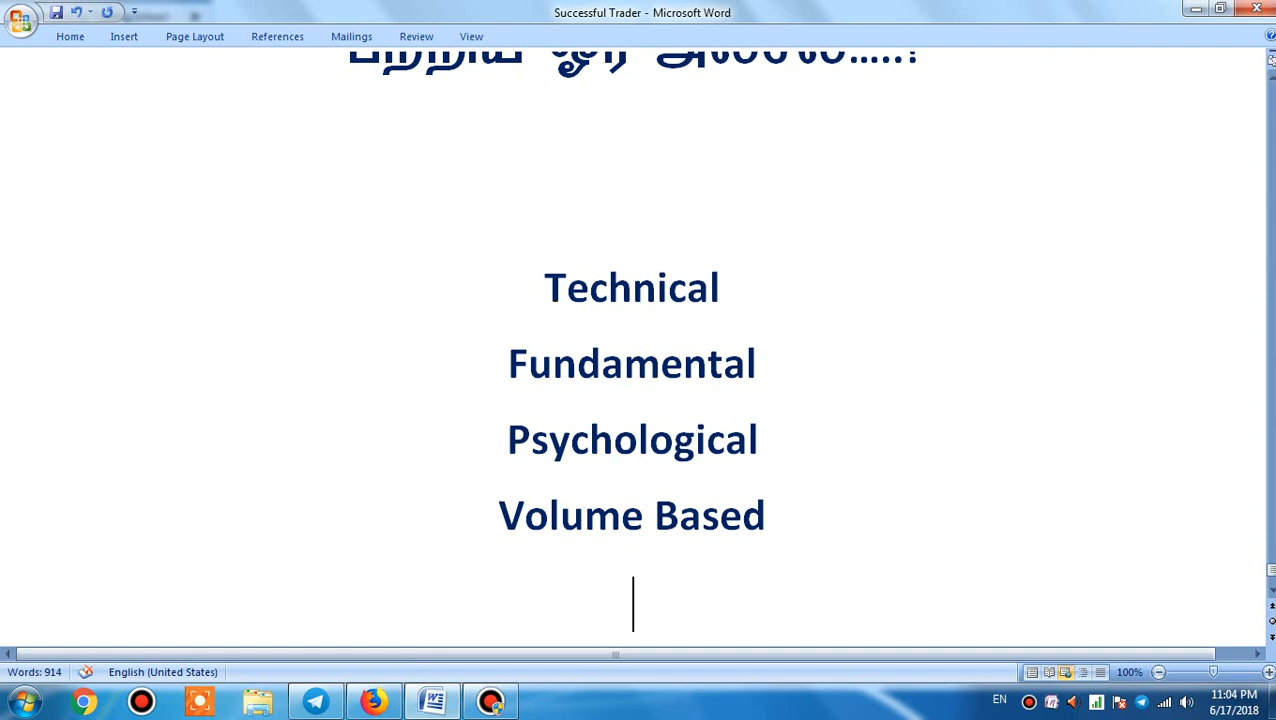 Successful Trader - Microsoft Word
Home Insert Page Layout References Mailings Review View
Technical
Fundamental
Psychological
Volume Based
Words: 914 English (United States) 100%
EN 11:04 PM
6/17/2018